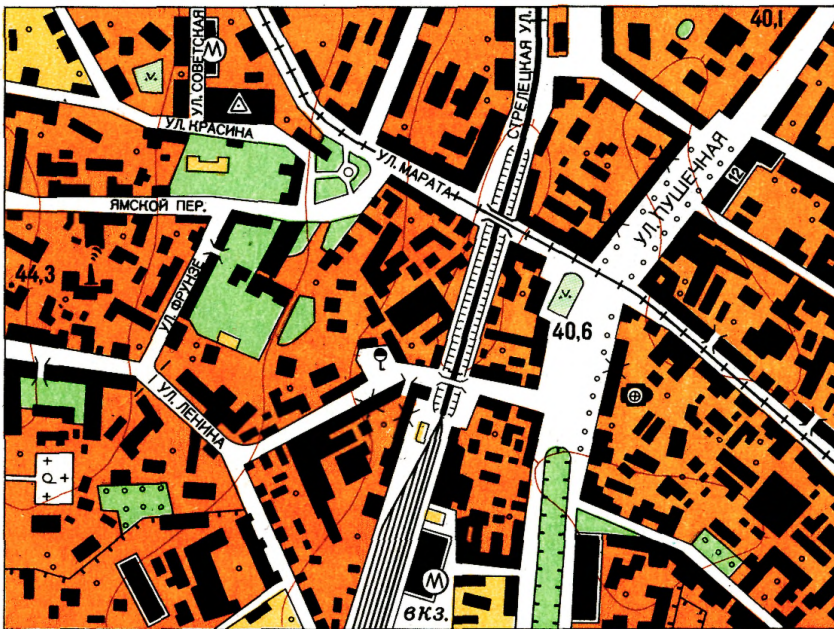 40,1
УЛ. СОВЕТСКАЯ
М
СТРЕЛЕЦКАЯ УЛ.
УЛ. КРАСИНА
УЛ. МАРАТА
УЛ. ПУШЕЧНАЯ
12
ЯМСКОЙ ПЕР.
44,3
УЛ. ФРУНЗЕ
40,6
УЛ. ЛЕНИНА
М
вкз.